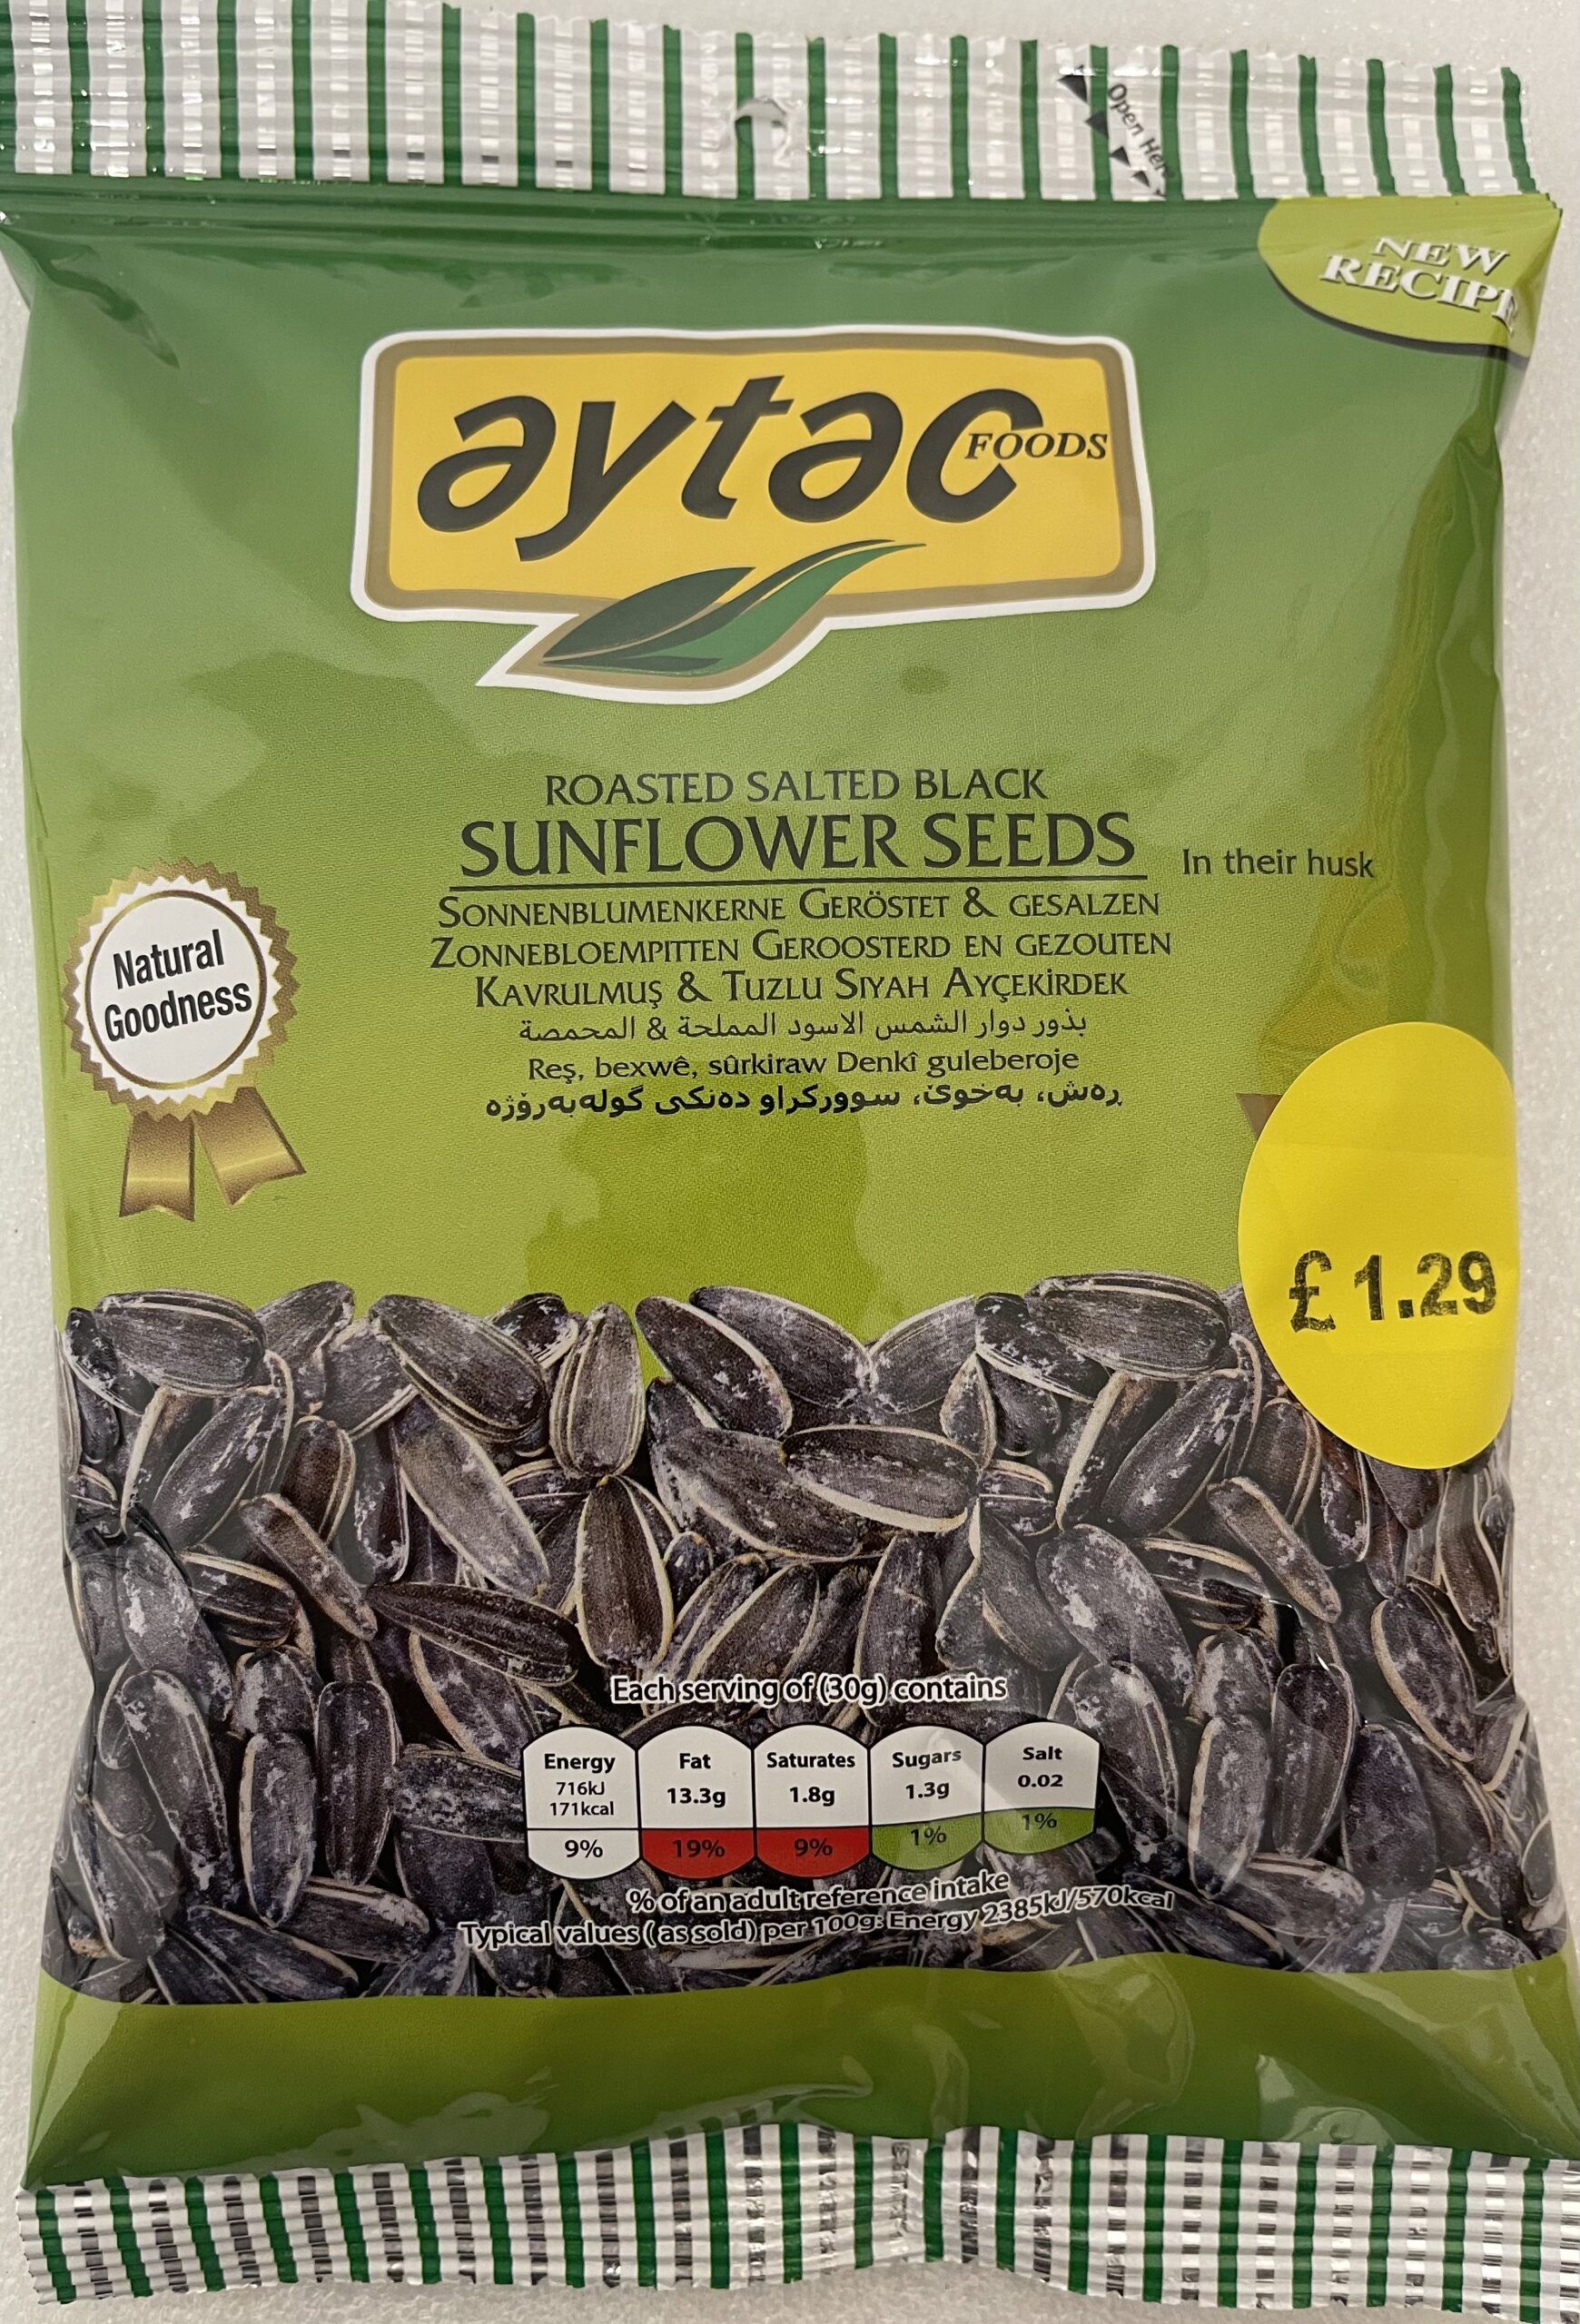 Open Here
NEW
RECIPE
aytac
FOODS
ROASTED SALTED BLACK
SUNFLOWER SEEDS
In their husk
SONNENBLUMENKERNE GERÖSTET & GESALZEN
ZONNEBLOEMPITTEN GEROOSTERD EN GEZOUTEN
KAVRULMUŞ & TUZLU SIYAH AYÇEKİRDEK
بذور دوار الشمس الاسود المملحة & المحمصة
Reş, bexwê, sûrkiraw Denkî guleberoje
ڕەش، بەخوێ، سوورکراو دەنکی گوڵەبەڕۆژە
Natural
Goodness
£1.29
Each serving of (30g) contains
Energy Fat Saturates Sugars Salt
716kJ 13.3g 1.8g 1.3g 0.02
171kcal
9% 19% 9% 1% 1%
% of an adult reference intake
Typical values (as sold) per 100g: Energy 2385kJ/570kcal